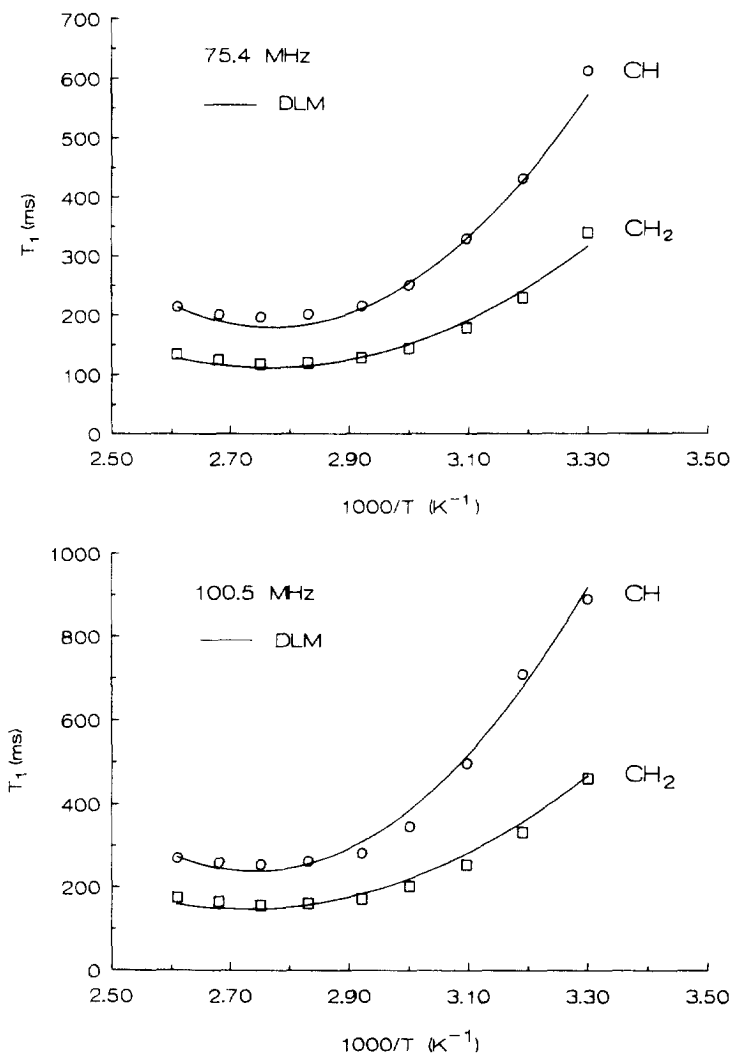 700
600
500
400
300
200
100
0
T₁ (ms)
75.4 MHz
DLM
CH
CH₂
2.50 2.70 2.90 3.10 3.30 3.50
1000/T (K⁻¹)
1000
800
600
400
200
0
T₁ (ms)
100.5 MHz
DLM
CH
CH₂
2.50 2.70 2.90 3.10 3.30 3.50
1000/T (K⁻¹)